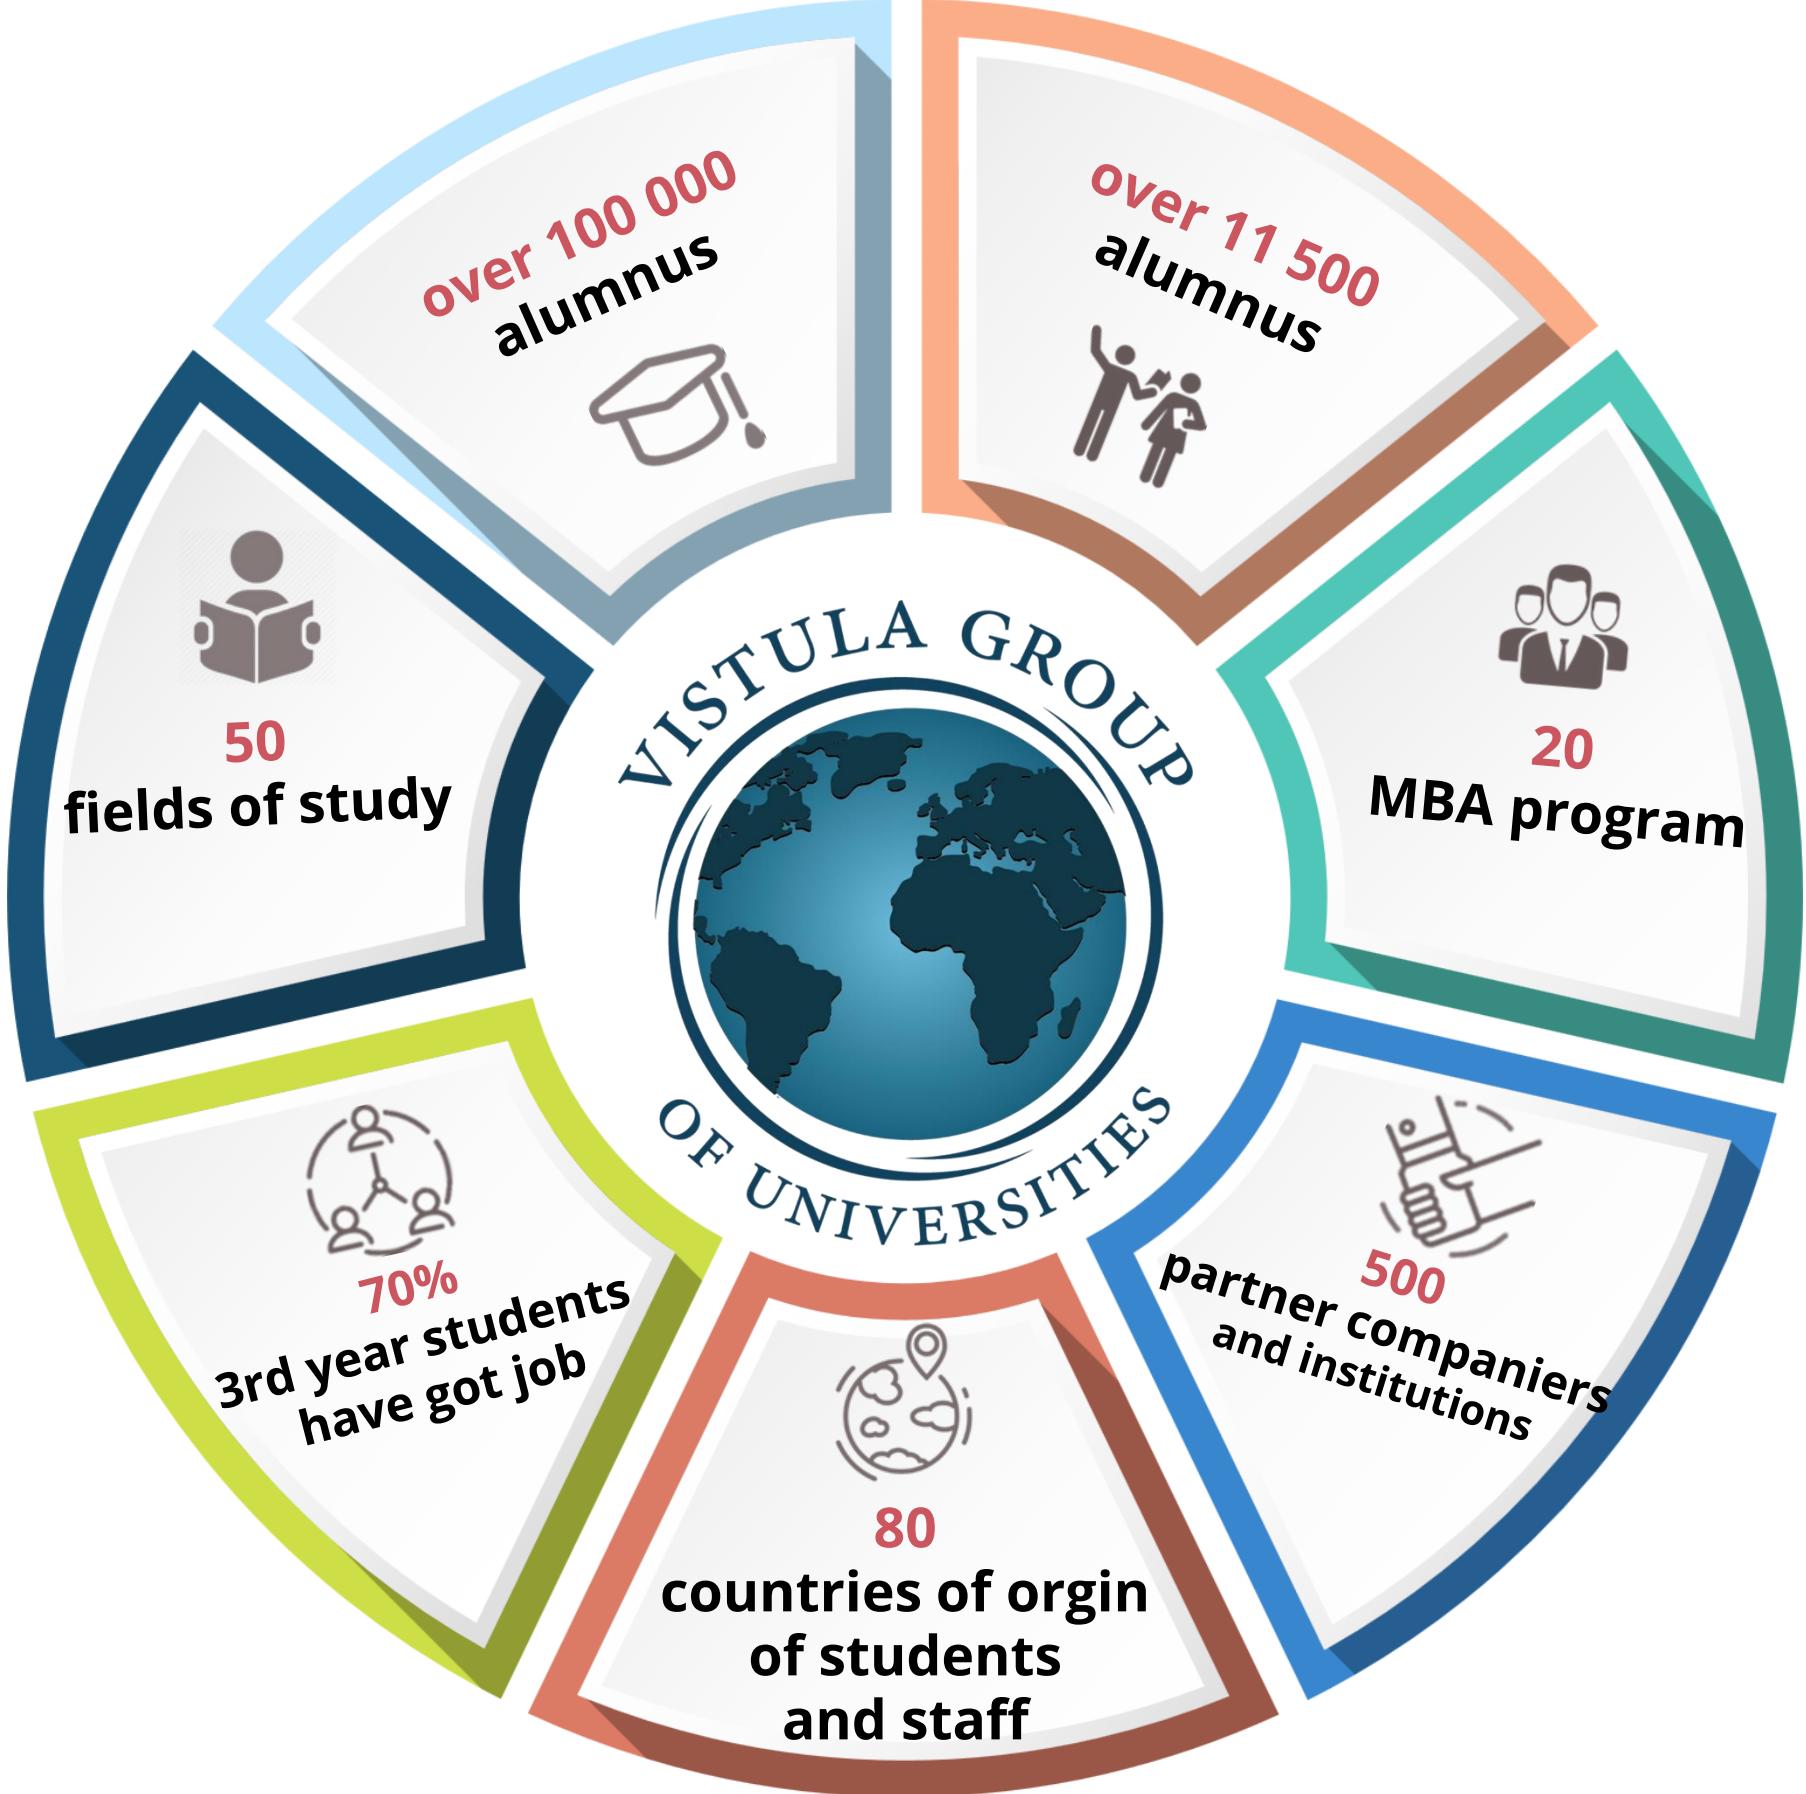 over 100 000
alumnus
over 11 500
alumnus
50
fields of study
20
MBA program
VISTULA GROUP
OF UNIVERSITIES
70%
3rd year students
have got job
500
partner companiers
and institutions
80
countries of orgin
of students
and staff